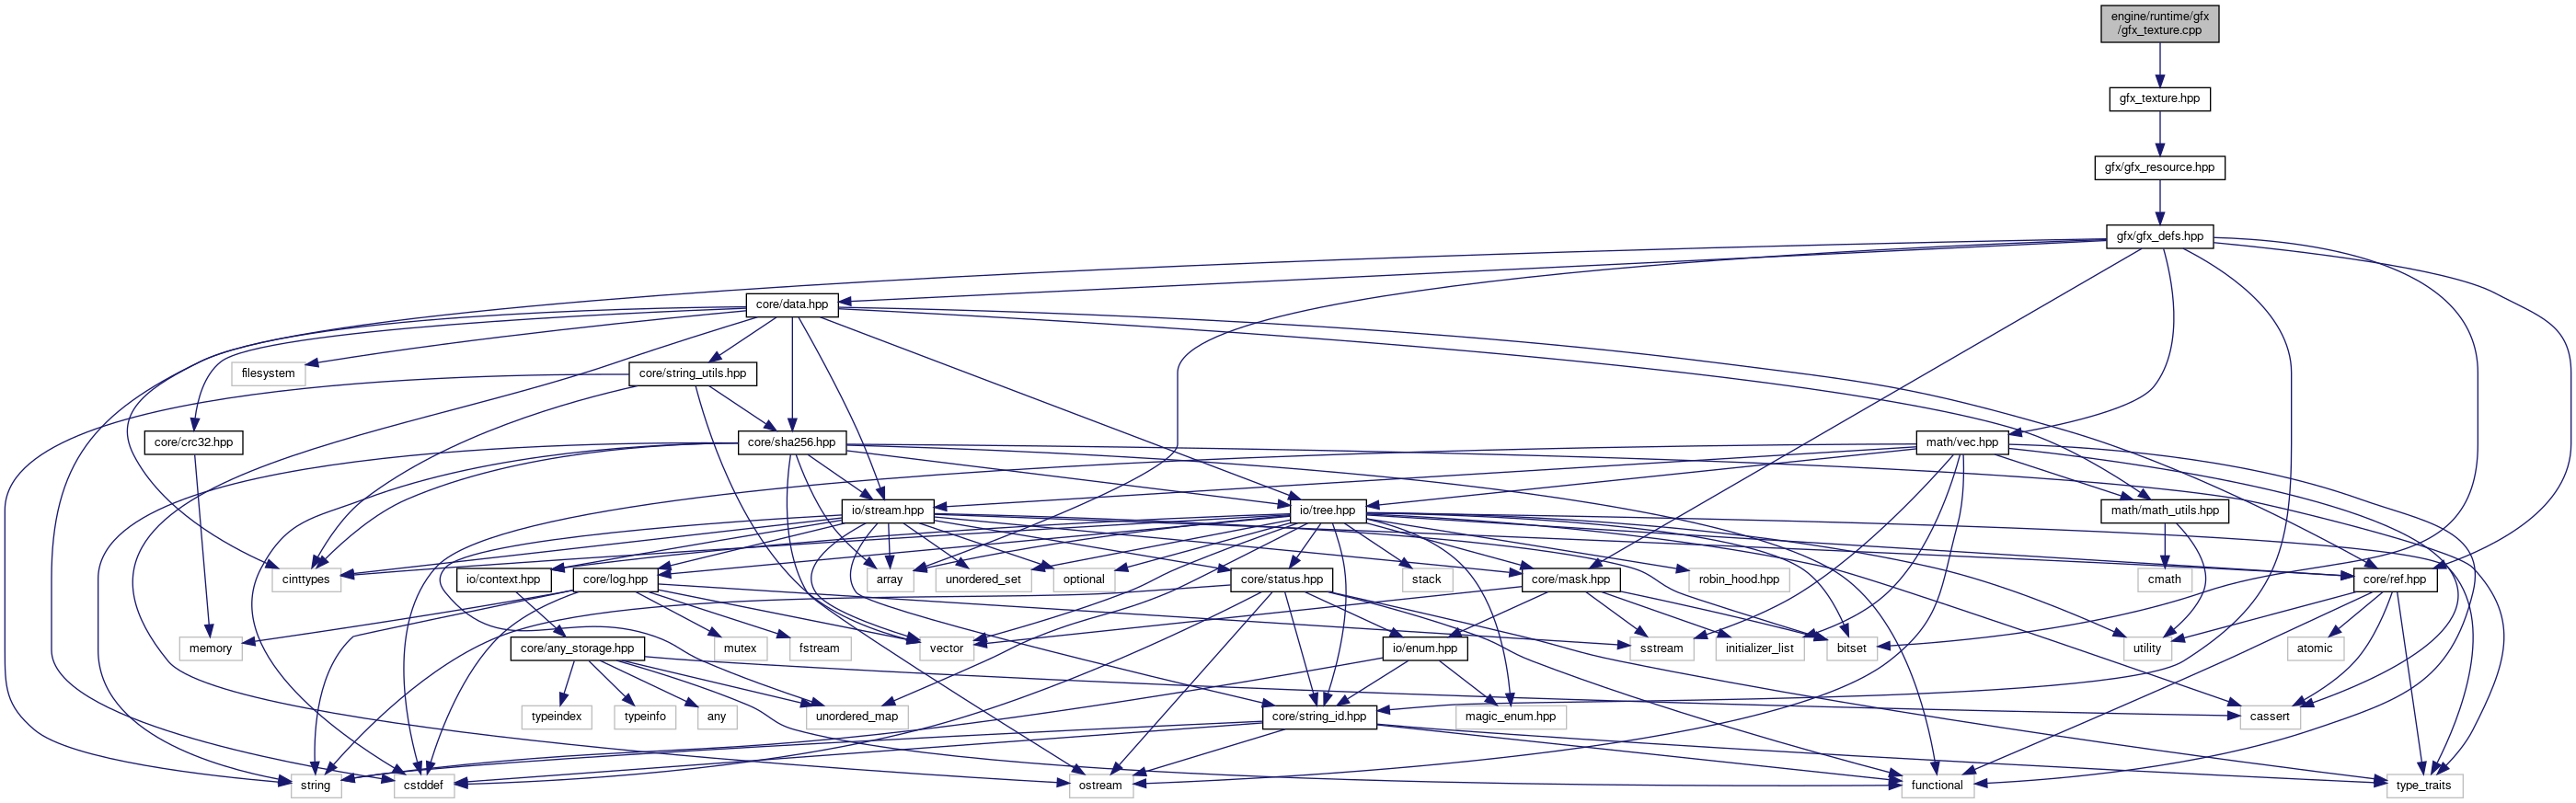 engine/runtime/gfx
/gfx_texture.cpp
gfx_texture.hpp
gfx/gfx_resource.hpp
gfx/gfx_defs.hpp
core/data.hpp
filesystem
core/string_utils.hpp
core/crc32.hpp
core/sha256.hpp
math/vec.hpp
io/stream.hpp
io/tree.hpp
math/math_utils.hpp
cinttypes
io/context.hpp
core/log.hpp
array
unordered_set
optional
core/status.hpp
stack
core/mask.hpp
robin_hood.hpp
cmath
core/ref.hpp
memory
core/any_storage.hpp
mutex
fstream
vector
io/enum.hpp
sstream
initializer_list
bitset
utility
atomic
typeindex
typeinfo
any
unordered_map
core/string_id.hpp
magic_enum.hpp
cassert
string
cstddef
ostream
functional
type_traits